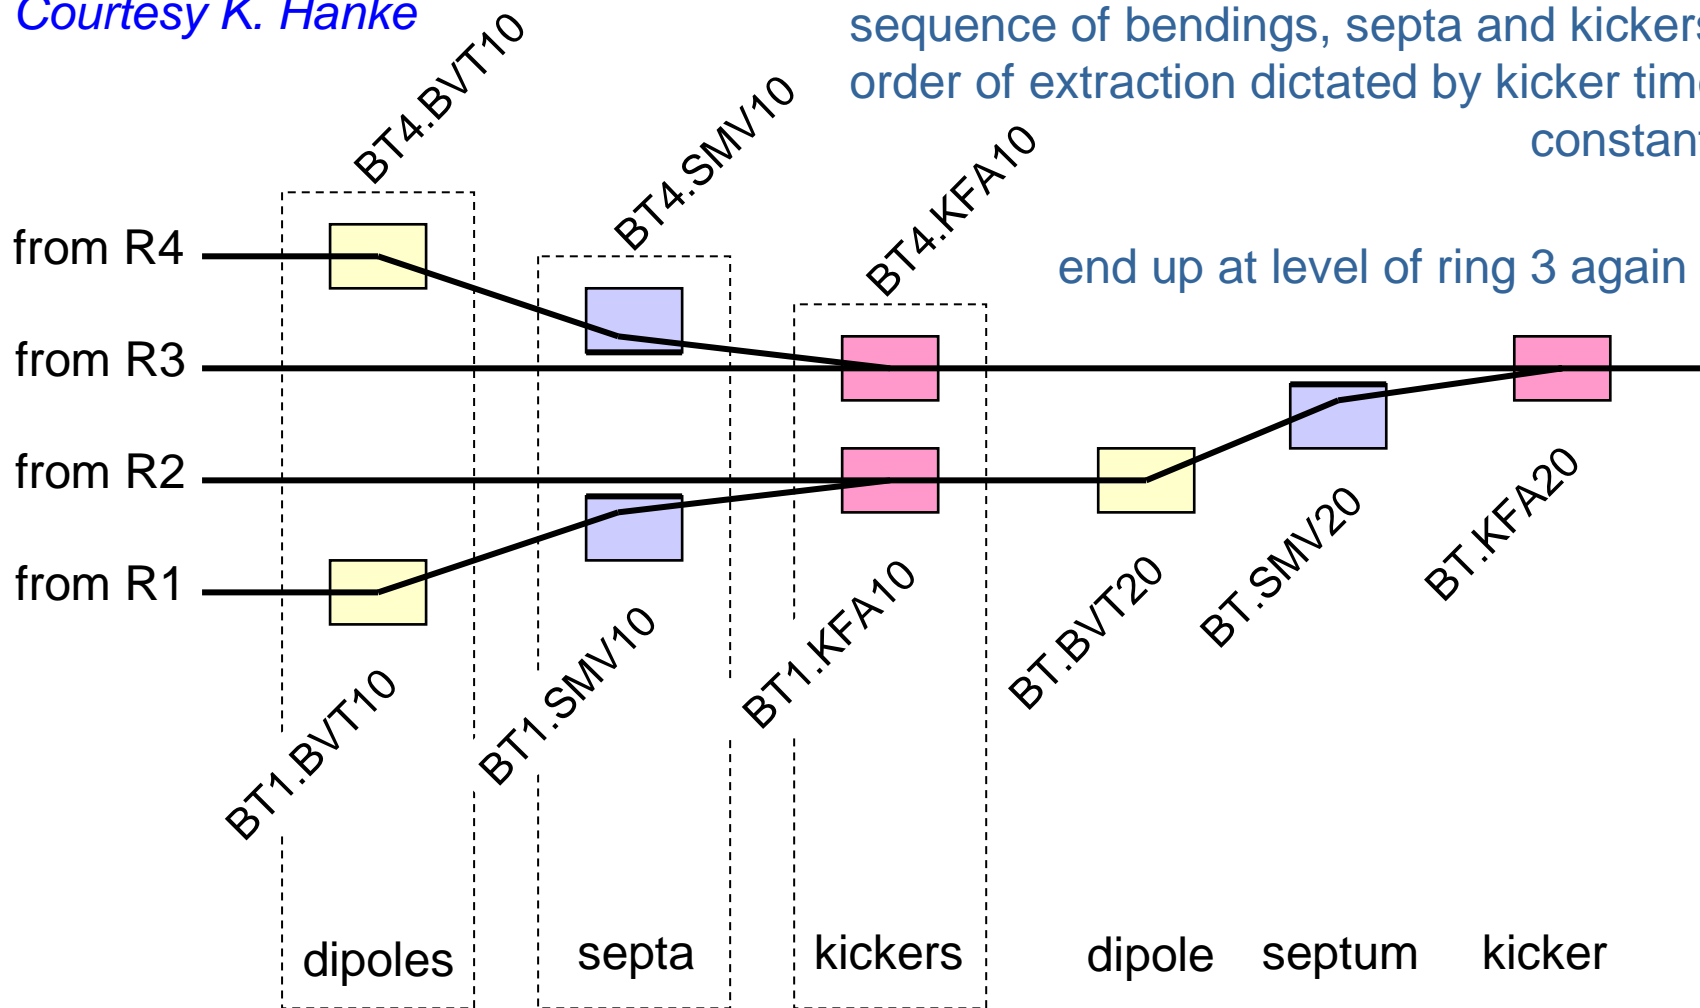 Courtesy K. Hanke
sequence of bendings, septa and kickers
order of extraction dictated by kicker
constant
BT4.BVT10
BT4.SMV10
BT4.KFA10
from R4
end up at level of ring 3 again
from R3
from R2
from R1
BT1.BVT10
BT1.SMV10
BT1.KFA10
BT.BVT20
BT.SMV20
BT.KFA20
dipoles
septa
kickers
dipole
septum
kicker